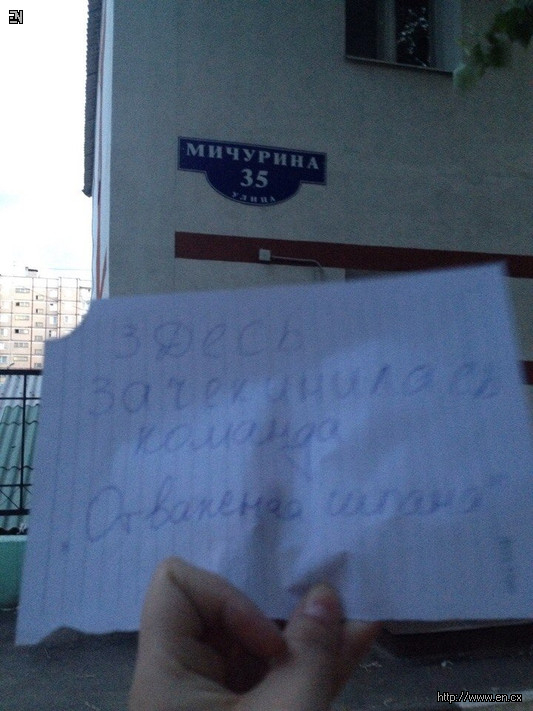 EN
МИЧУРИНА
35
УЛИЦА
ЗДЕСЬ
зачекинилась
команда
„Отважная шпана"
http://www.en.cx